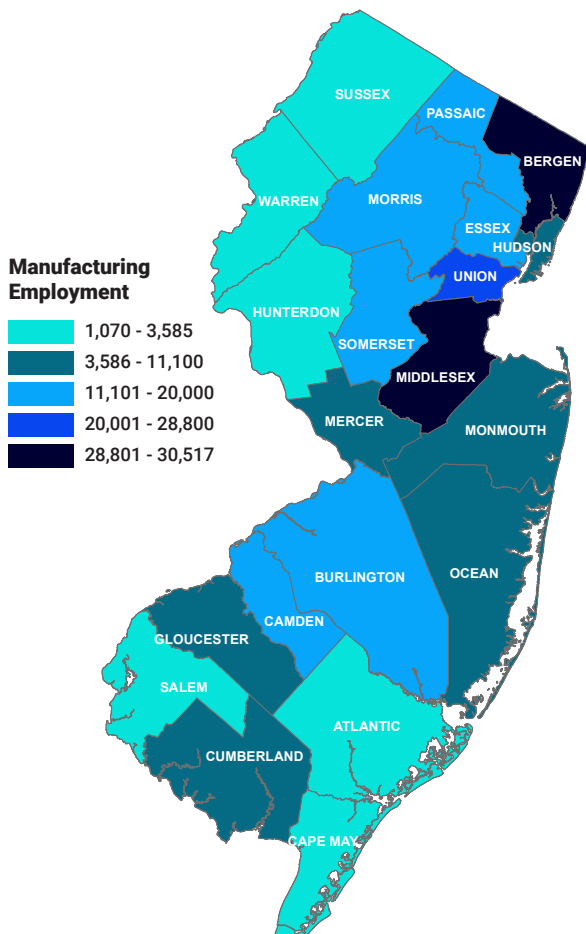 SUSSEX
PASSAIC
BERGEN
WARREN
MORRIS
ESSEX
HUDSON
Manufacturing
Employment
UNION
HUNTERDON
1,070 - 3,585
SOMERSET
3,586 - 11,100
11,101 - 20,000
MIDDLESEX
20,001 - 28,800
MERCER
MONMOUTH
28,801 - 30,517
OCEAN
BURLINGTON
CAMDEN
GLOUCESTER
SALEM
ATLANTIC
CUMBERLAND
CAPE MAY